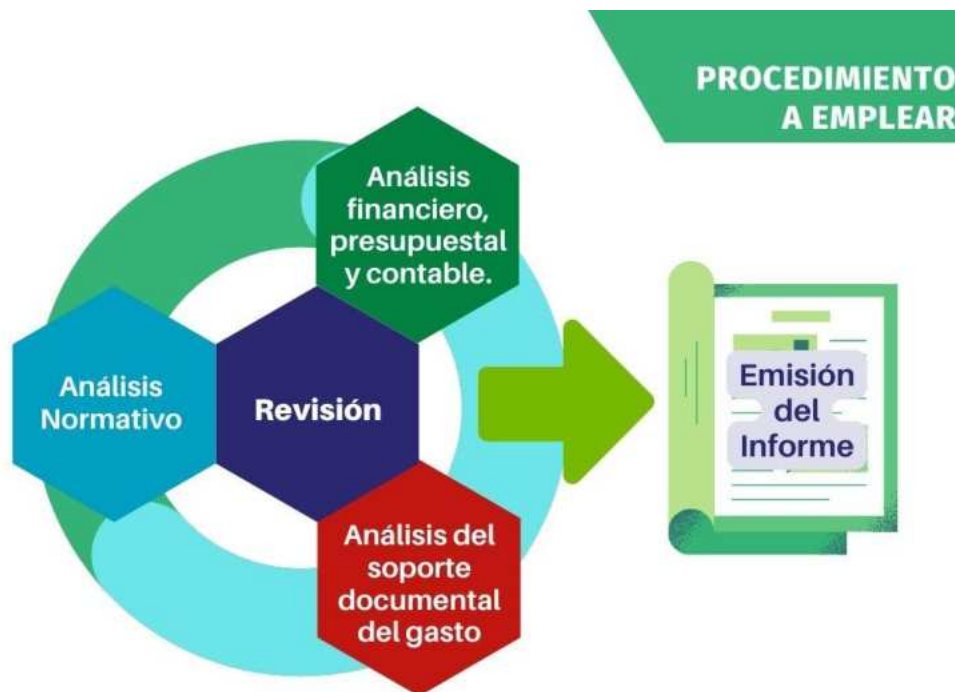 PROCEDIMIENTO
A EMPLEAR
Análisis
financiero,
presupuestal
y contable.
Análisis
Normativo
Revisión
Análisis del
soporte
documental
del gasto
Emisión
del
Informe